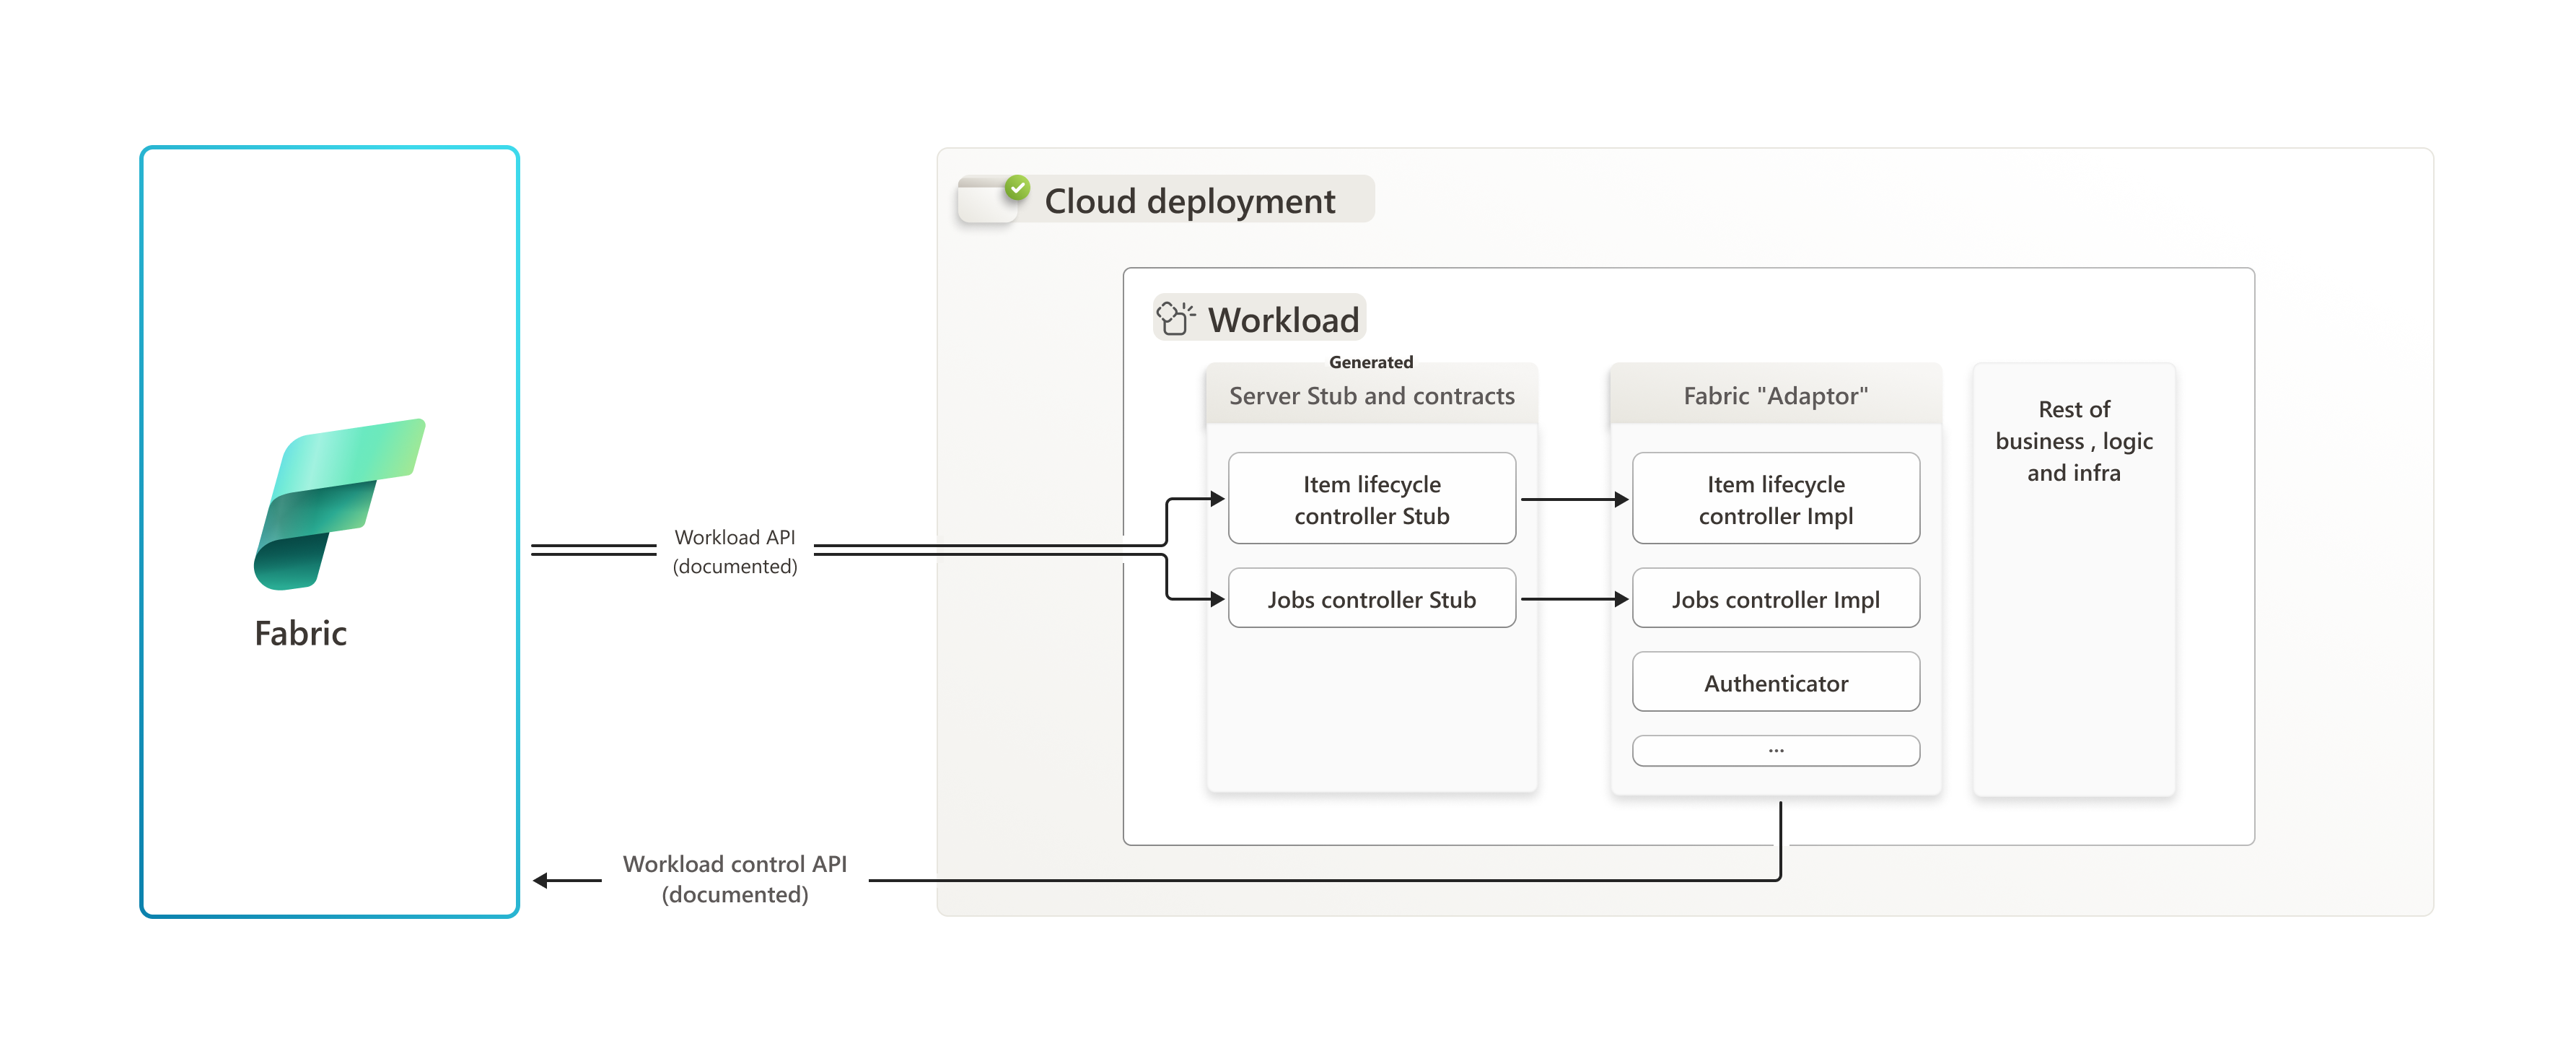 Fabric
Workload API
(documented)
Workload control API
(documented)
Cloud deployment
Workload
Generated
Server Stub and contracts
Item lifecycle
controller Stub
Jobs controller Stub
Fabric "Adaptor"
Item lifecycle
controller Impl
Jobs controller Impl
Authenticator
...
Rest of
business , logic
and infra